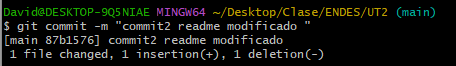 David@DESKTOP-9Q5NIAE MINGW64 ~/Desktop/Clase/ENDES/UT2 (main)
$ git commit -m "commit2 readme modificado "
[main 87b1576] commit2 readme modificado
 1 file changed, 1 insertion(+), 1 deletion(-)